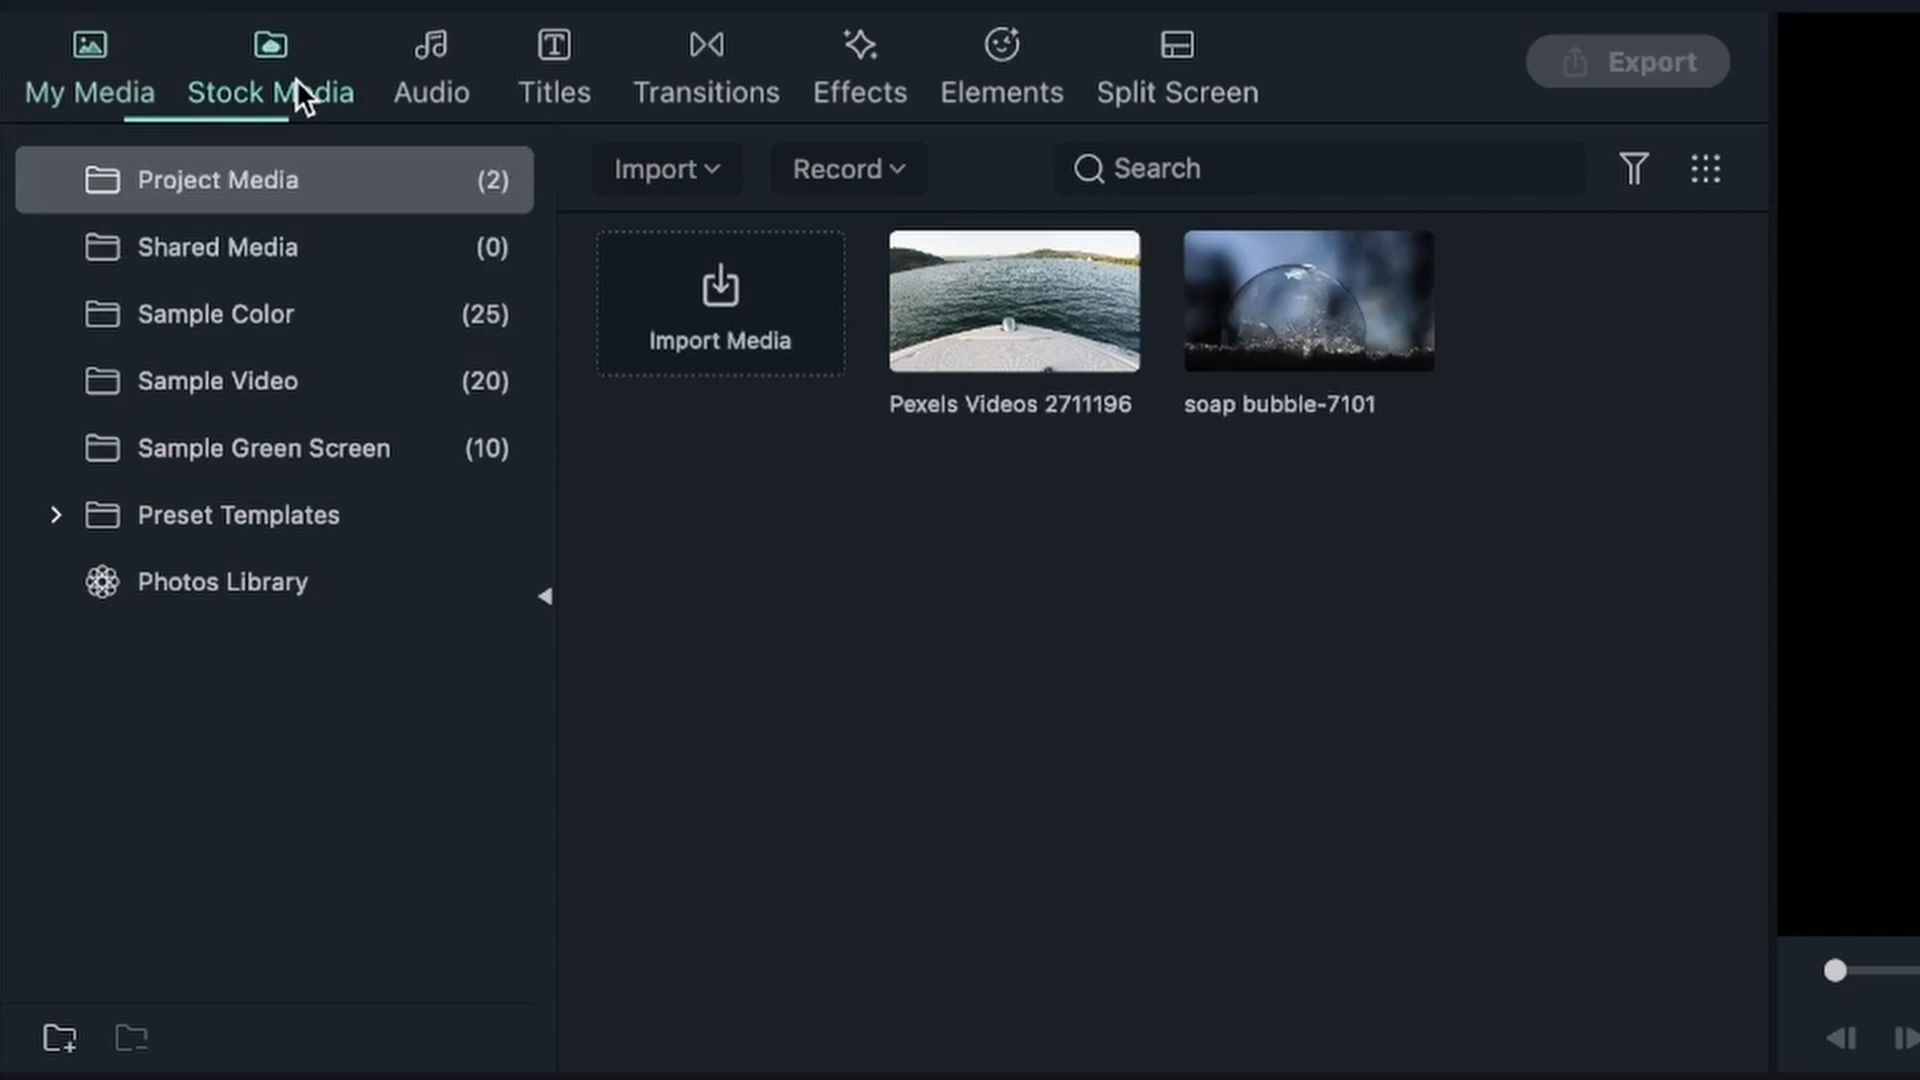 My Media Stock Media Audio Titles Transitions Effects Elements Split Screen Export
Project Media (2)
Shared Media (0)
Sample Color (25)
Sample Video (20)
Sample Green Screen (10)
Preset Templates
Photos Library
Import Record Search
Import Media
Pexels Videos 2711196
soap bubble-7101